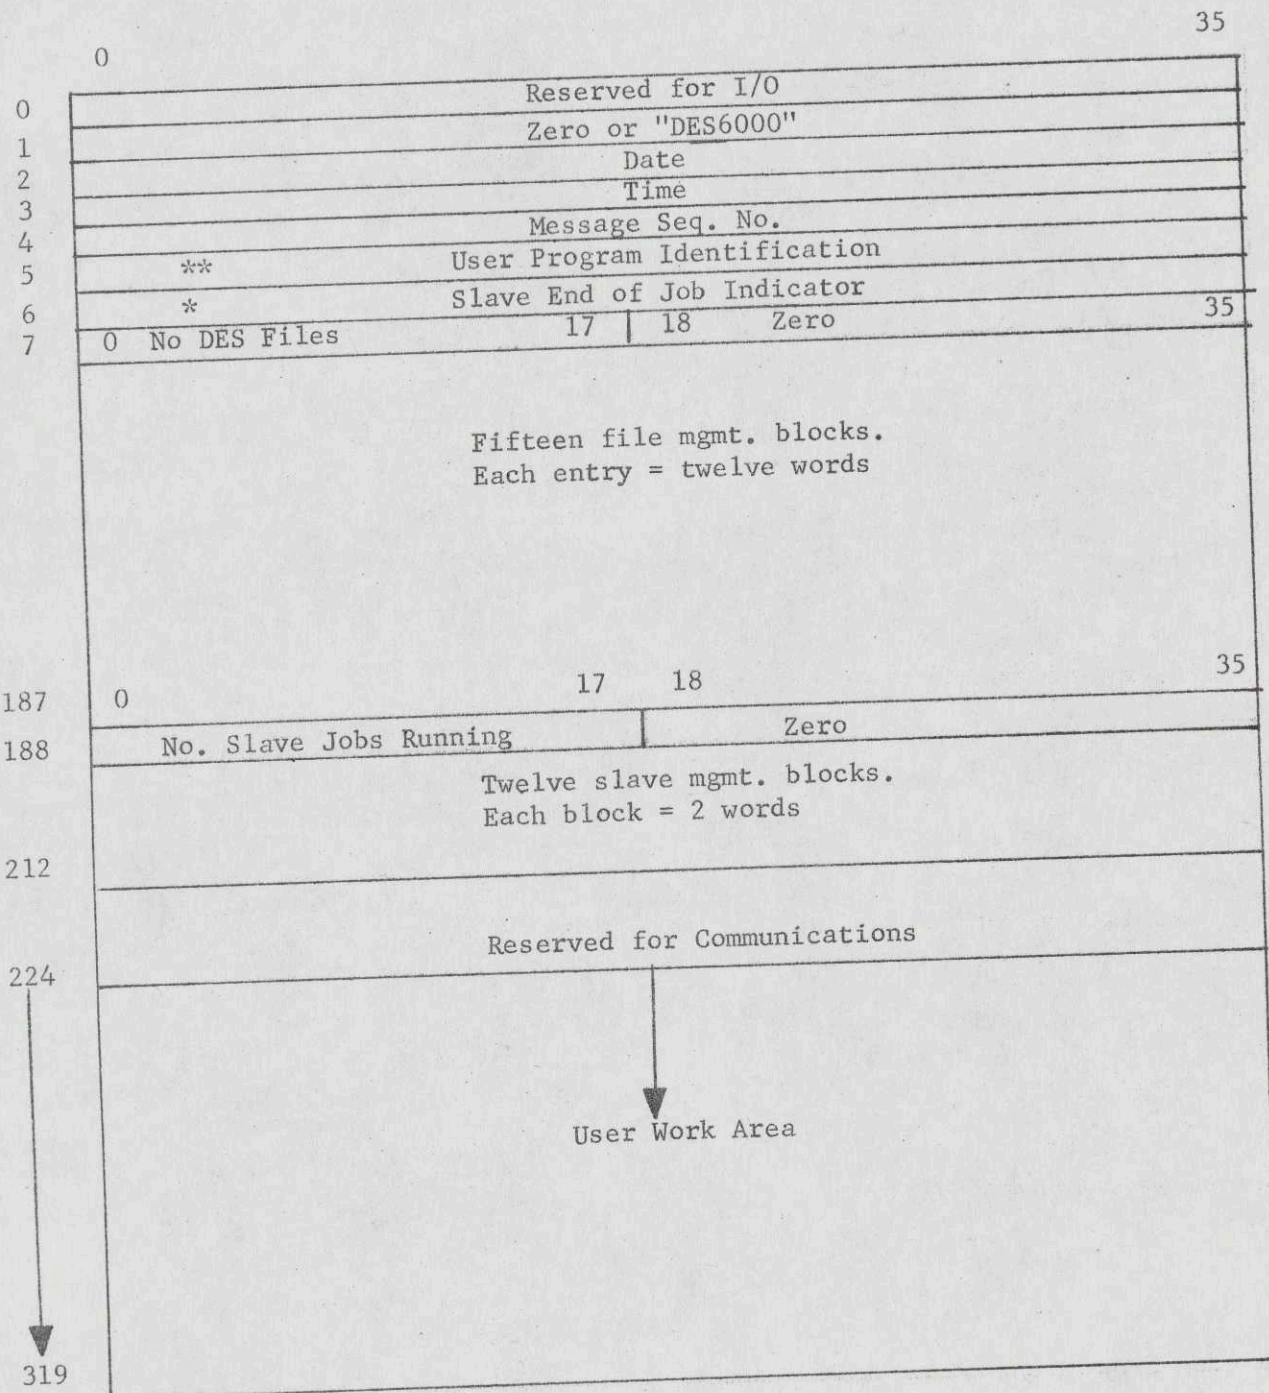 0 35
0 Reserved for I/O
1 Zero or "DES6000"
2 Date
3 Time
4 Message Seq. No.
5 ** User Program Identification
6 * Slave End of Job Indicator
7 0 No DES Files 17 18 Zero 35
Fifteen file mgmt. blocks.
Each entry = twelve words
187 0 17 18 35
188 No. Slave Jobs Running Zero
Twelve slave mgmt. blocks.
Each block = 2 words
212
Reserved for Communications
224
User Work Area
319